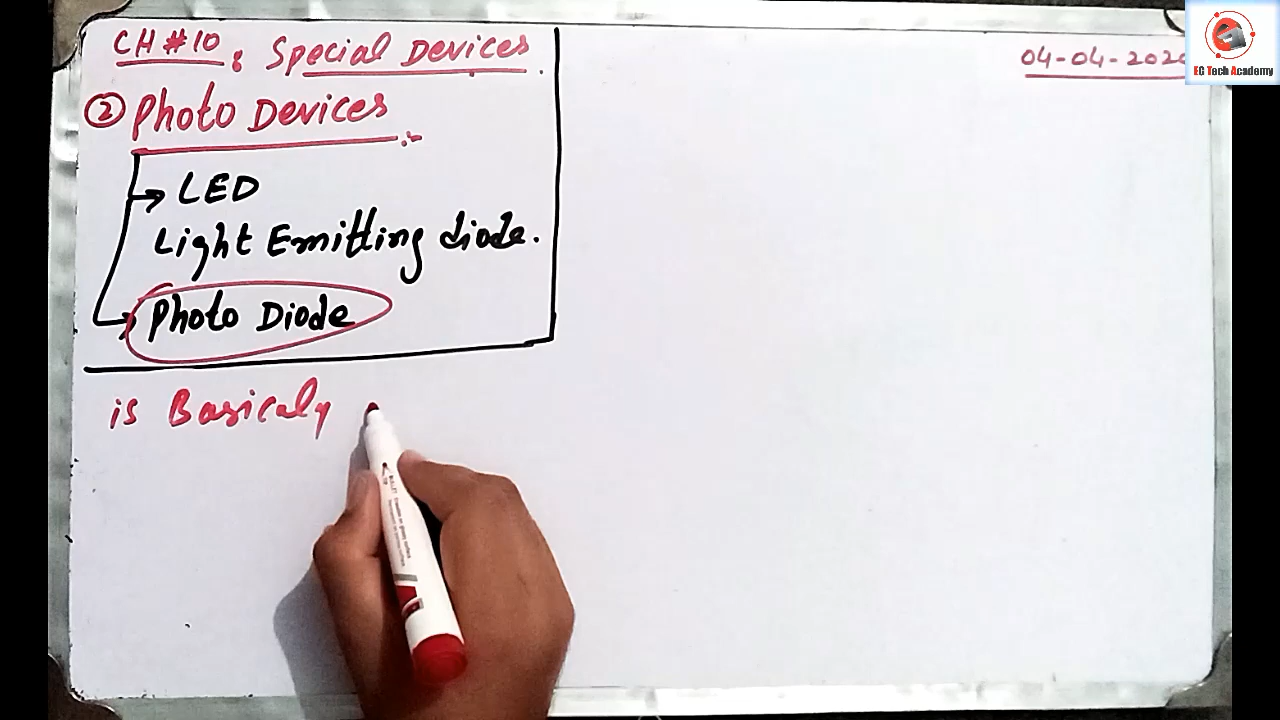 CH #10 : Special Devices.
04-04-2020
EG Tech Academy
② Photo Devices :-
→ LED
Light Emitting diode.
→ Photo Diode
is Basicaly